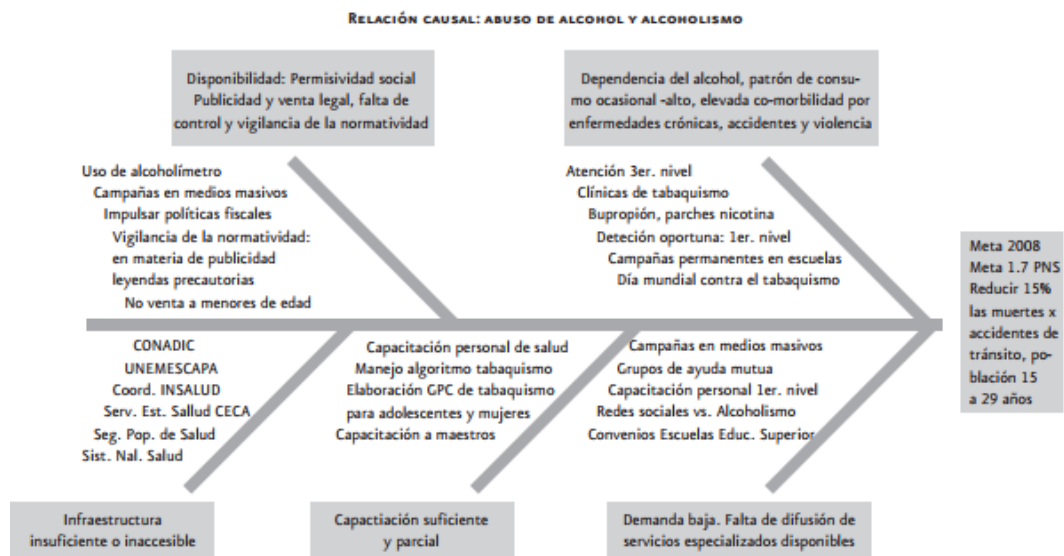 RELACIÓN CAUSAL: ABUSO DE ALCOHOL Y ALCOHOLISMO
Disponibilidad: Permisividad social
Publicidad y venta legal, falta de
control y vigilancia de la normatividad
Dependencia del alcohol, patrón de consu-
mo ocasional -alto, elevada co-morbilidad por
enfermedades crónicas, accidentes y violencia
Uso de alcoholímetro
Campañas en medios masivos
Impulsar políticas fiscales
Vigilancia de la normatividad:
en materia de publicidad
leyendas precautorias
No venta a menores de edad
Atención 3er. nivel
Clínicas de tabaquismo
Bupropión, parches nicotina
Deteción oportuna: 1er. nivel
Campañas permanentes en escuelas
Día mundial contra el tabaquismo
Meta 2008
Meta 1.7 PNS
Reducir 15%
las muertes x
accidentes de
tránsito, po-
blación 15
a 29 años
CONADIC
UNEMESCAPA
Coord. INSALUD
Serv. Est. Sallud CECA
Seg. Pop. de Salud
Sist. Nal. Salud
Capacitación personal de salud
Manejo algoritmo tabaquismo
Elaboración GPC de tabaquismo
para adolescentes y mujeres
Capacitación a maestros
Campañas en medios masivos
Grupos de ayuda mutua
Capacitación personal 1er. nivel
Redes sociales vs. Alcoholismo
Convenios Escuelas Educ. Superior
Infraestructura
insuficiente o inaccesible
Capactiación suficiente
y parcial
Demanda baja. Falta de difusión de
servicios especializados disponibles